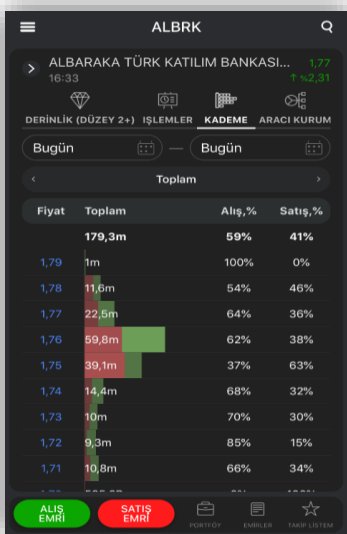 ALBRK
ALBARAKA TÜRK KATILIM BANKASI... 1,77
16:33 ↑ %2,31
DERİNLİK (DÜZEY 2+) İŞLEMLER KADEME ARACI KURUM
Bugün — Bugün
‹ Toplam ›
Fiyat Toplam Alış,% Satış,%
179,3m 59% 41%
1,79 1m 100% 0%
1,78 11,6m 54% 46%
1,77 22,5m 64% 36%
1,76 59,8m 62% 38%
1,75 39,1m 37% 63%
1,74 14,4m 68% 32%
1,73 10m 70% 30%
1,72 9,3m 85% 15%
1,71 10,8m 66% 34%
ALIŞ EMRİ
SATIŞ EMRİ
PORTFÖY EMİRLER TAKİP LİSTEM